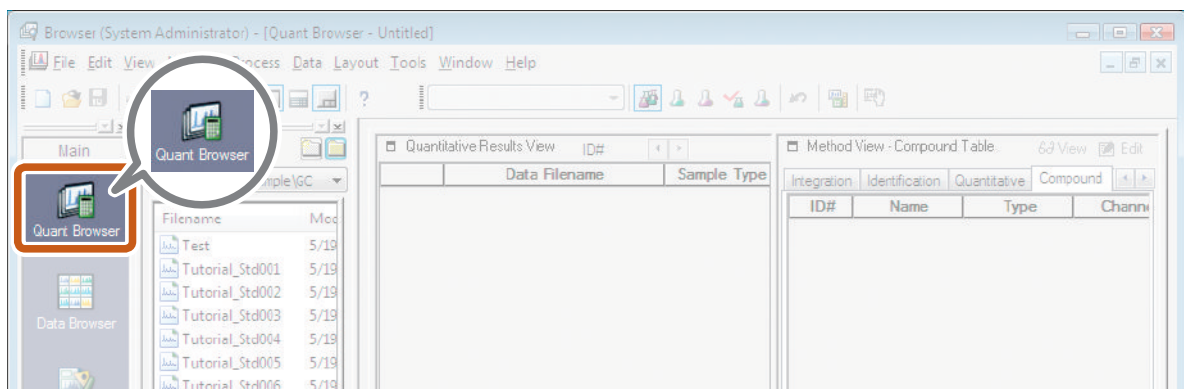 Browser (System Administrator) - [Quant Browser - Untitled]
File Edit View Process Data Layout Tools Window Help
Main
Quant Browser
Quant Browser
Data Browser
Filename
Test 5/19
Tutorial_Std001 5/19
Tutorial_Std002 5/19
Tutorial_Std003 5/19
Tutorial_Std004 5/19
Tutorial_Std005 5/19
Tutorial_Std006 5/19
Quantitative Results View ID#
Data Filename Sample Type
Method View - Compound Table View Edit
Integration Identification Quantitative Compound
ID# Name Type